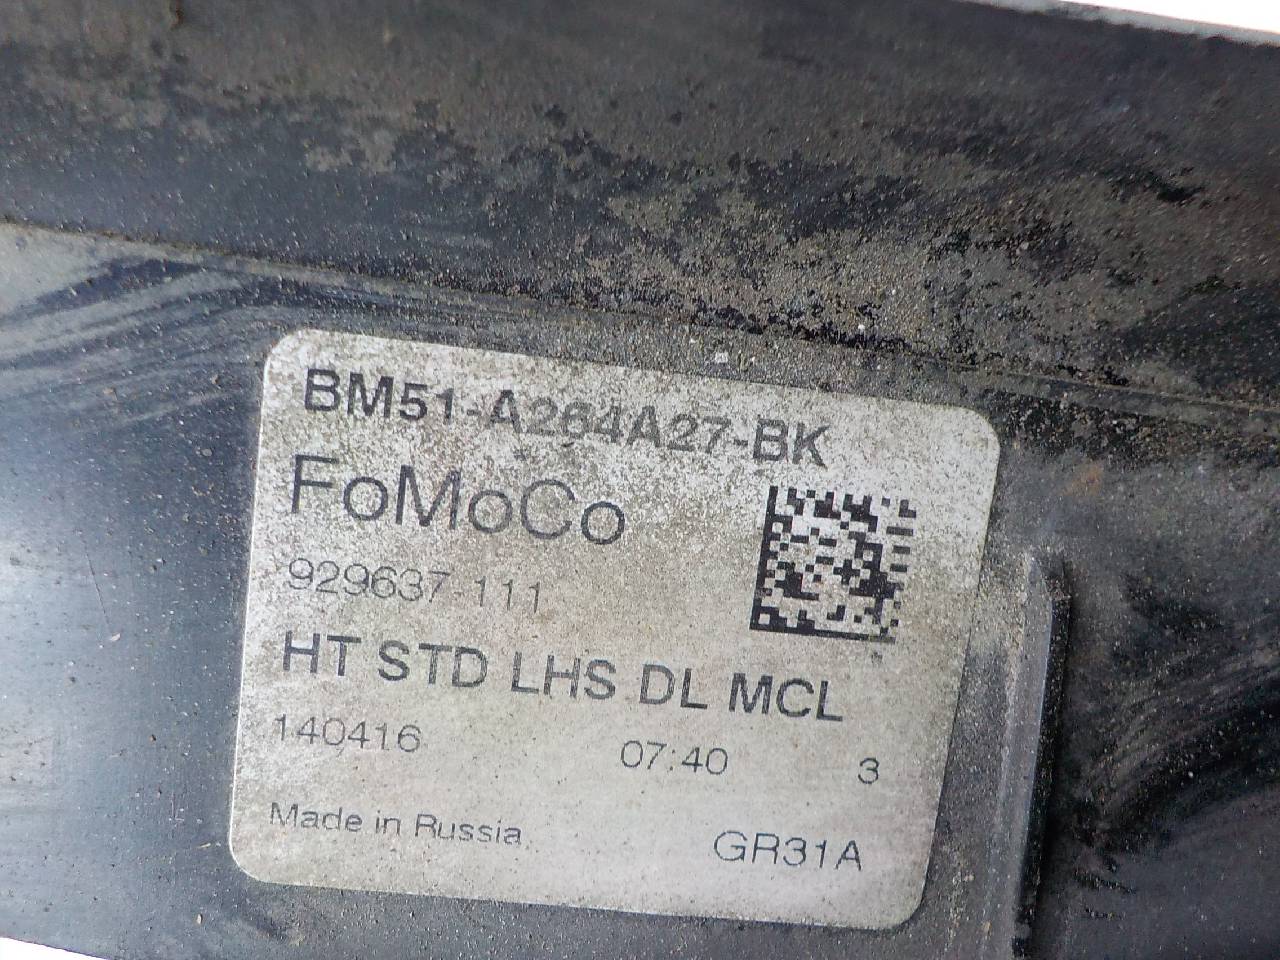 BM51-A264A27-BK
FoMoCo
929637 111
HT STD LHS DL MCL
140416 07:40 3
Made in Russia GR31A